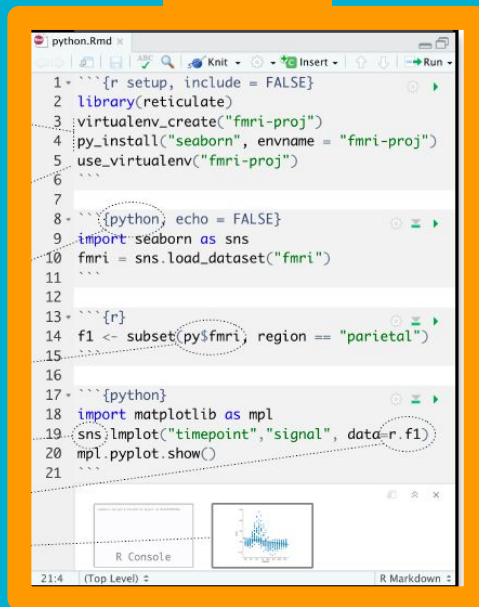 python.Rmd
ABC Knit Insert Run
1 ```{r setup, include = FALSE}
2 library(reticulate)
3 virtualenv_create("fmri-proj")
4 py_install("seaborn", envname = "fmri-proj")
5 use_virtualenv("fmri-proj")
6 ```
7
8 ```{python, echo = FALSE}
9 import seaborn as sns
10 fmri = sns.load_dataset("fmri")
11 ```
12
13 ```{r}
14 f1 <- subset(py$fmri, region == "parietal")
15 ```
16
17 ```{python}
18 import matplotlib as mpl
19 sns.lmplot("timepoint","signal", data=r.f1)
20 mpl.pyplot.show()
21 ```
R Console
21:4 (Top Level) R Markdown